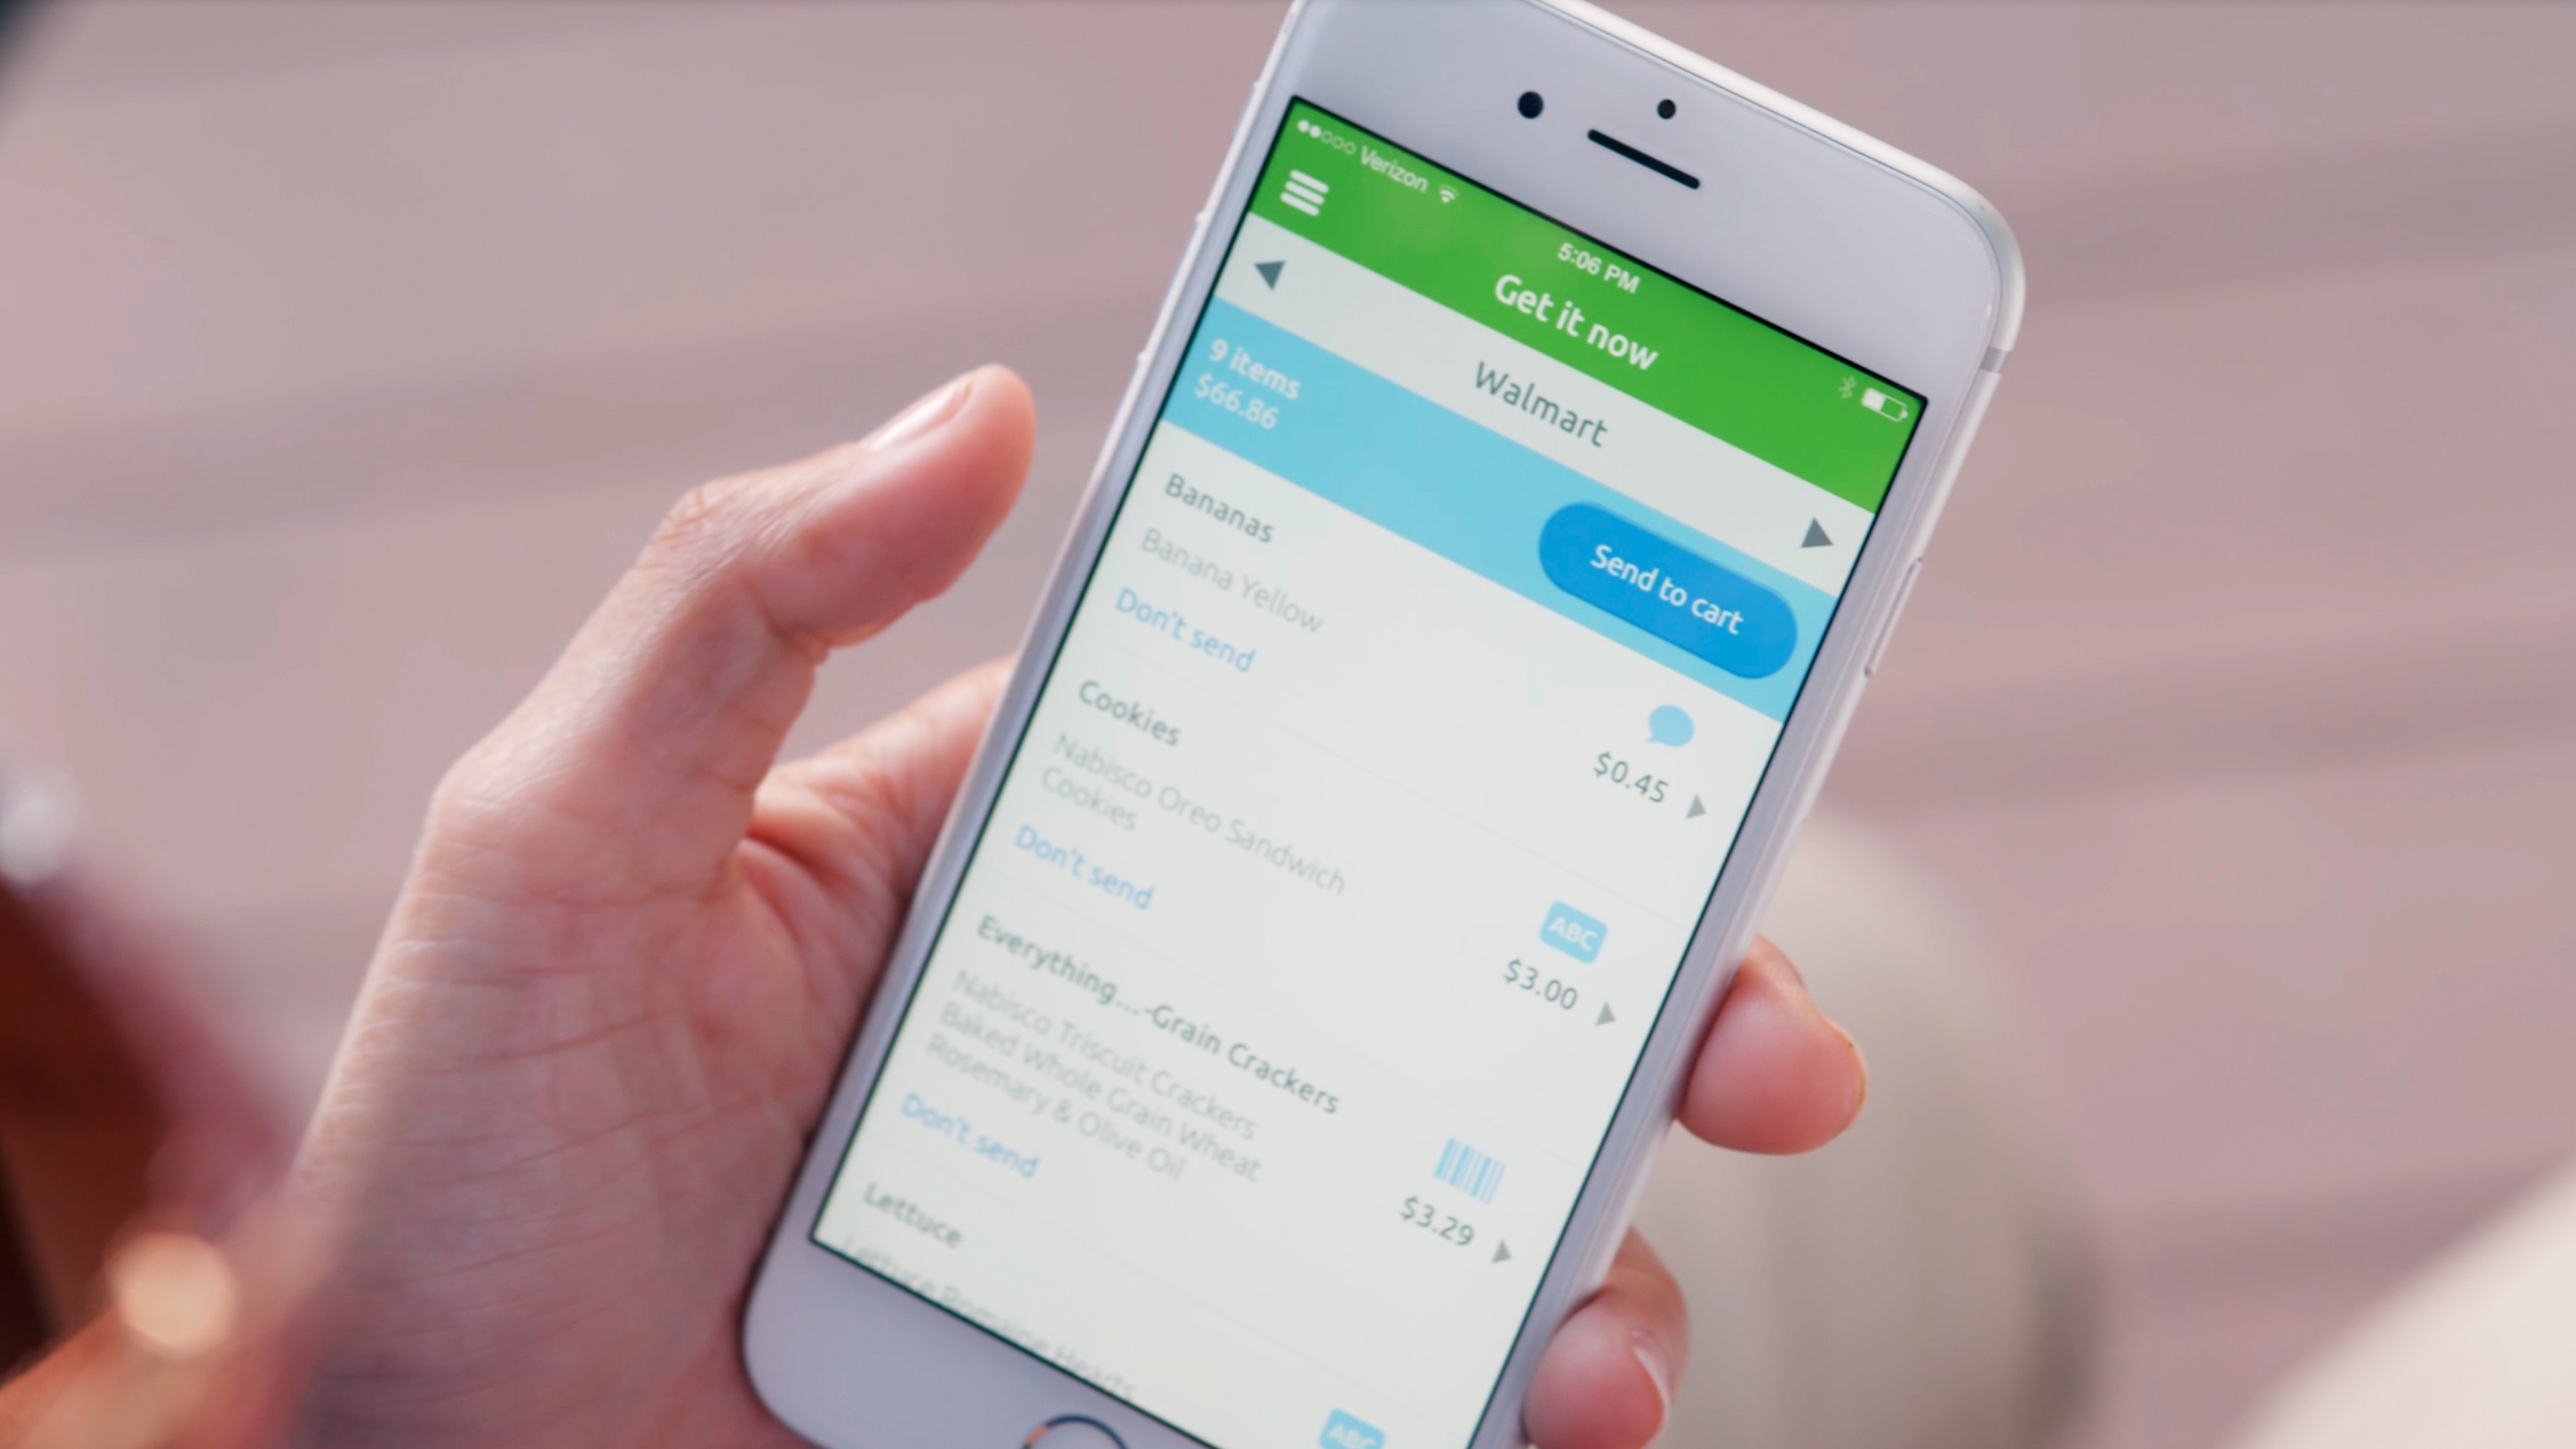 Verizon
5:06 PM
Get it now
Walmart
9 items
$66.86
Send to cart
Bananas
Banana Yellow
Don't send
$0.45
Cookies
Nabisco Oreo Sandwich
Cookies
Don't send
ABC
$3.00
Everything...-Grain Crackers
Nabisco Triscuit Crackers
Baked Whole Grain Wheat
Rosemary & Olive Oil
Don't send
$3.29
Lettuce
Lettuce Romaine Hearts
ABC